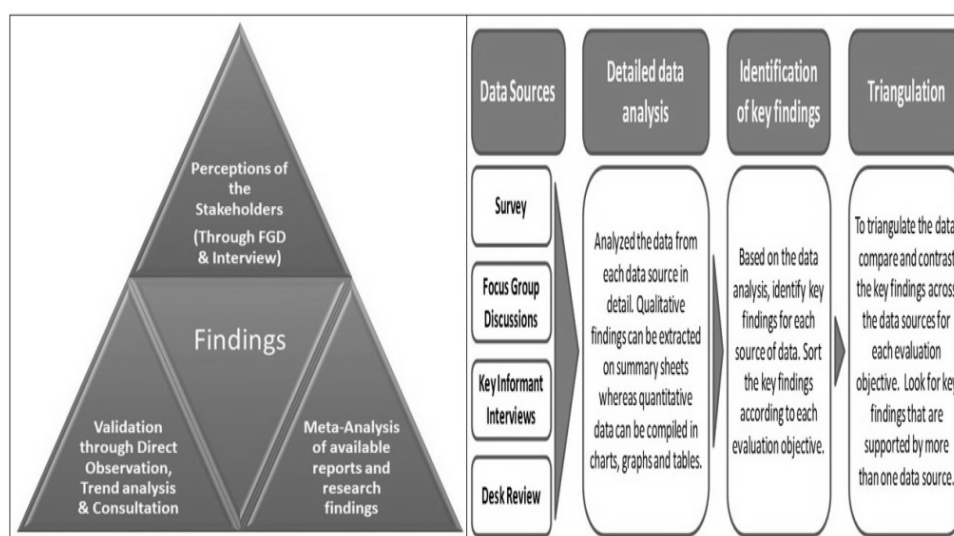 Perceptions of
the
Stakeholders
(Through FGD
& Interview)
Findings
Validation
through Direct
Observation,
Trend analysis
& Consultation
Meta-Analysis
of available
reports and
research
findings
Data Sources
Survey
Focus Group
Discussions
Key Informant
Interviews
Desk Review
Detailed data
analysis
Analyzed the data from
each data source in
detail. Qualitative
findings can be extracted
on summary sheets
whereas quantitative
data can be compiled in
charts, graphs and tables.
Identification
of key findings
Based on the data
analysis, identify key
findings for each
source of data. Sort
the key findings
according to each
evaluation objective.
Triangulation
To triangulate the data,
compare and contrast
the key findings across
the data sources for
each evaluation
objective. Look for key
findings that are
supported by more
than one data source.